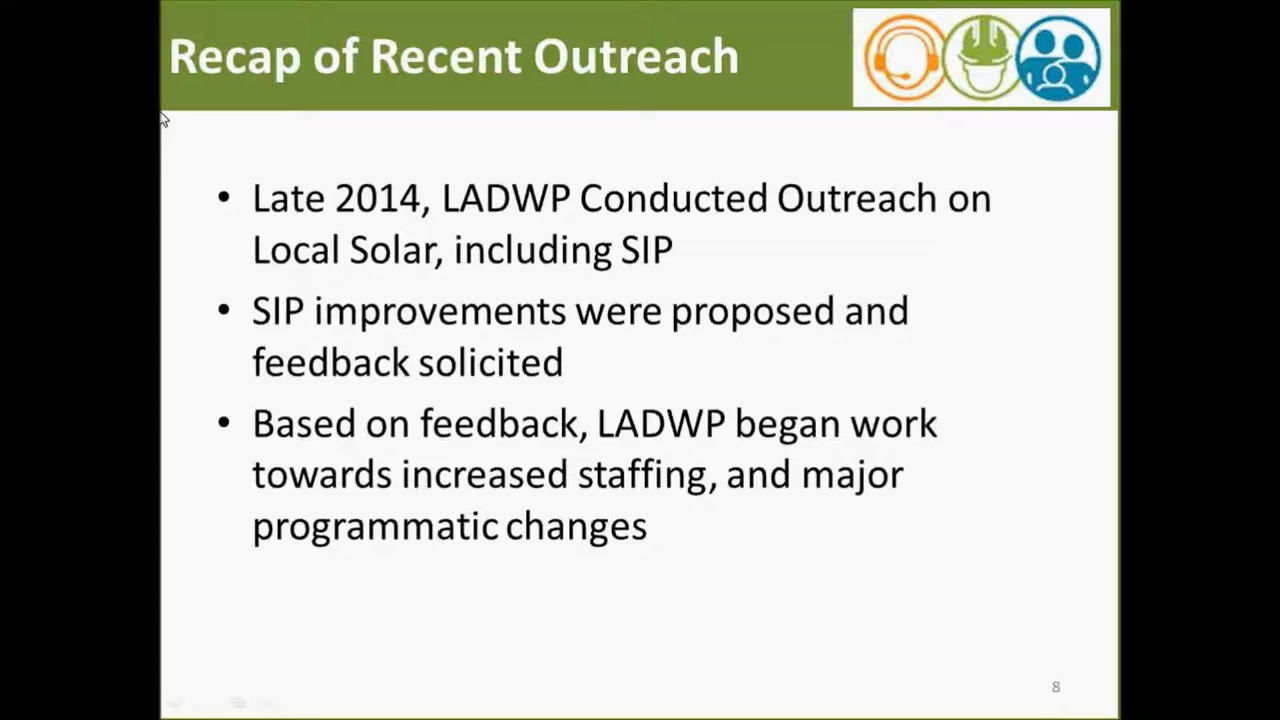 Recap of Recent Outreach
• Late 2014, LADWP Conducted Outreach on
Local Solar, including SIP
• SIP improvements were proposed and
feedback solicited
• Based on feedback, LADWP began work
towards increased staffing, and major
programmatic changes
8